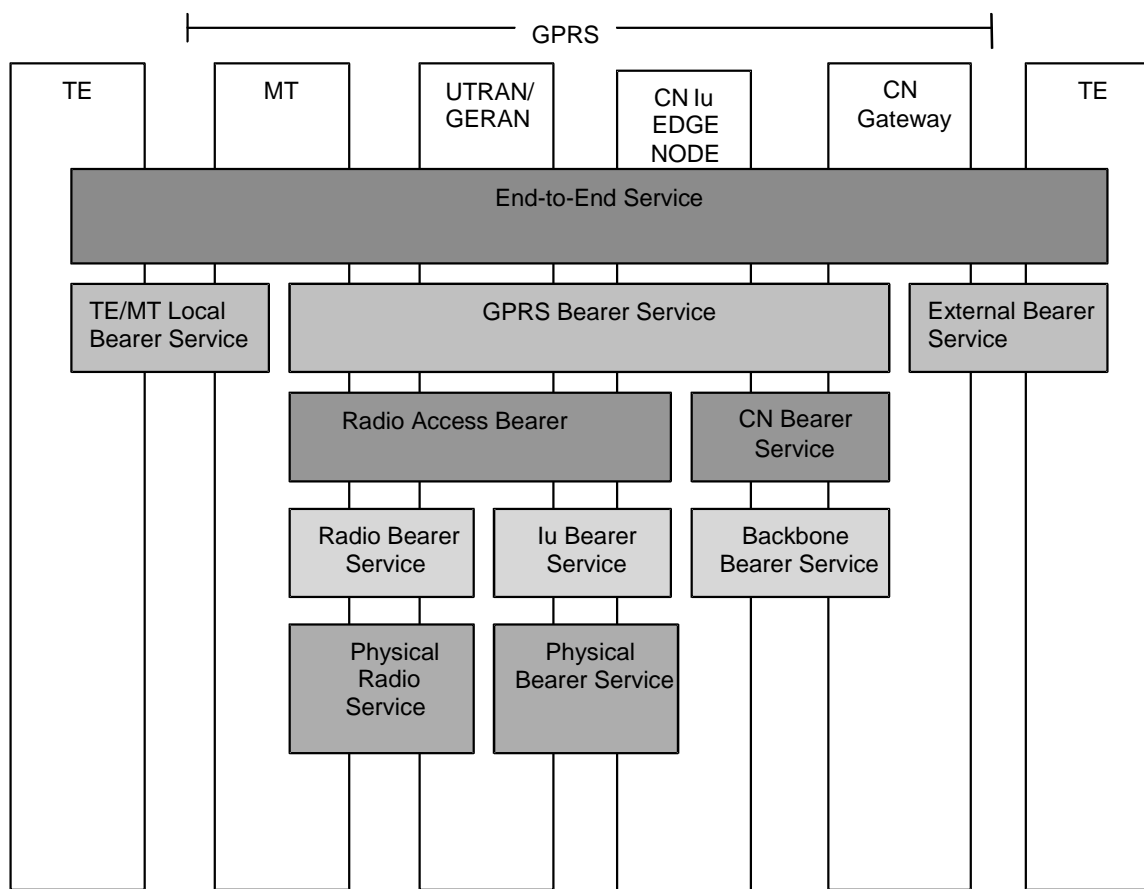 GPRS
TE
MT
UTRAN/
GERAN
CN Iu
EDGE
NODE
CN
Gateway
TE
End-to-End Service
TE/MT Local
Bearer Service
GPRS Bearer Service
External Bearer
Service
Radio Access Bearer
CN Bearer
Service
Radio Bearer
Service
Iu Bearer
Service
Backbone
Bearer Service
Physical
Radio
Service
Physical
Bearer Service